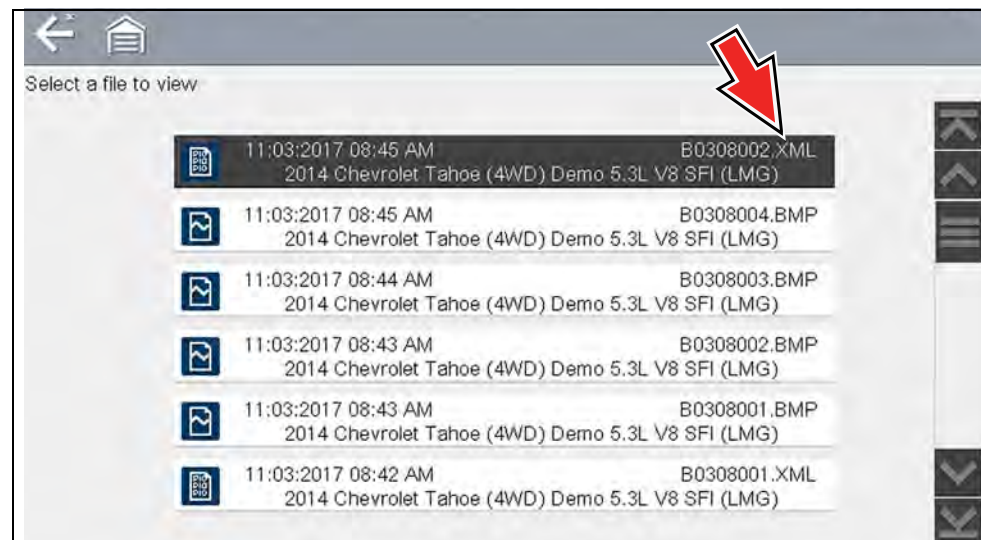 Select a file to view
11:03:2017 08:45 AM B0308002.XML
2014 Chevrolet Tahoe (4WD) Demo 5.3L V8 SFI (LMG)
11:03:2017 08:45 AM B0308004.BMP
2014 Chevrolet Tahoe (4WD) Demo 5.3L V8 SFI (LMG)
11:03:2017 08:44 AM B0308003.BMP
2014 Chevrolet Tahoe (4WD) Demo 5.3L V8 SFI (LMG)
11:03:2017 08:43 AM B0308002.BMP
2014 Chevrolet Tahoe (4WD) Demo 5.3L V8 SFI (LMG)
11:03:2017 08:43 AM B0308001.BMP
2014 Chevrolet Tahoe (4WD) Demo 5.3L V8 SFI (LMG)
11:03:2017 08:42 AM B0308001.XML
2014 Chevrolet Tahoe (4WD) Demo 5.3L V8 SFI (LMG)